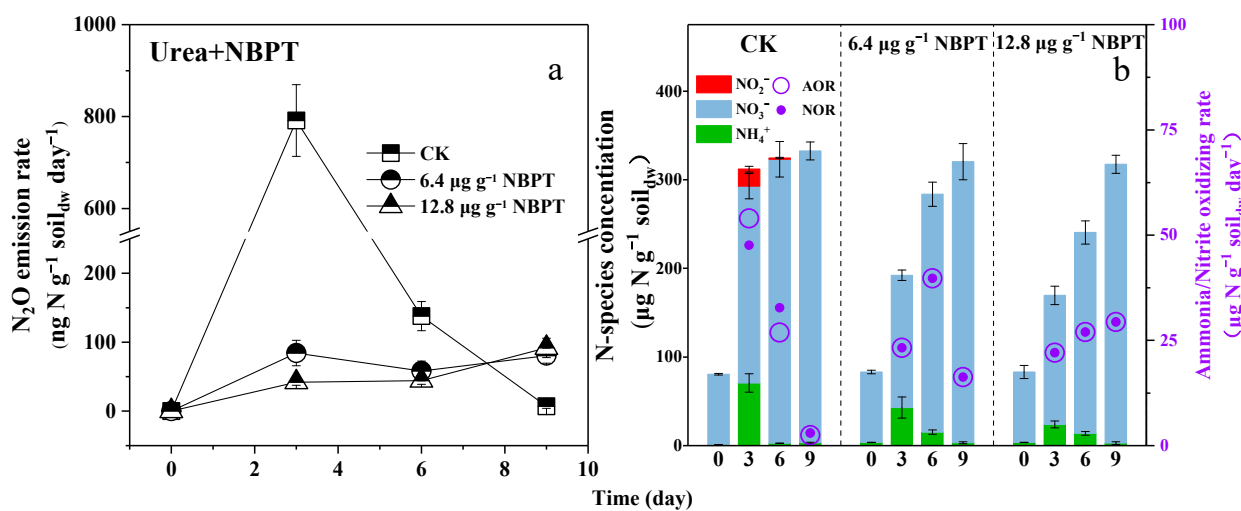 Urea+NBPT
a
N₂O emission rate
(ng N g⁻¹ soil_dw day⁻¹)
1000
800
600
200
100
0
CK
6.4 μg g⁻¹ NBPT
12.8 μg g⁻¹ NBPT
0 2 4 6 8 10
N-species concentration
(μg N g⁻¹ soil_dw)
400
300
200
100
0
CK
6.4 μg g⁻¹ NBPT
12.8 μg g⁻¹ NBPT
b
NO₂⁻ AOR
NO₃⁻ NOR
NH₄⁺
0 3 6 9 0 3 6 9 0 3 6 9
100
75
50
25
0
Ammonia/Nitrite oxidizing rate
(μg N g⁻¹ soil_dw day⁻¹)
Time (day)